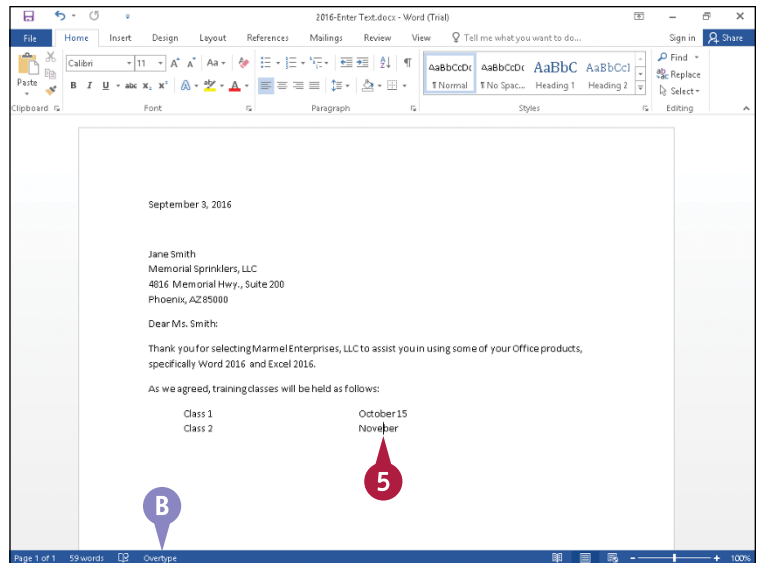 2016-Enter Text.docx - Word (Trial)
File Home Insert Design Layout References Mailings Review View Tell me what you want to do... Sign in Share
Paste
Calibri 11 A A Aa
B I U abc x₂ x² A aby A
AaBbCcDc AaBbCcDc AaBbC AaBbCcI
¶ Normal ¶ No Spac... Heading 1 Heading 2
Find
Replace
Select
Clipboard Font Paragraph Styles Editing
September 3, 2016
Jane Smith
Memorial Sprinklers, LLC
4816 Memorial Hwy., Suite 200
Phoenix, AZ 85000
Dear Ms. Smith:
Thank you for selecting Marmel Enterprises, LLC to assist you in using some of your Office products,
specifically Word 2016 and Excel 2016.
As we agreed, training classes will be held as follows:
Class 1 October 15
Class 2 Noveber
5
B
Page 1 of 1 59 words Overtype 100%